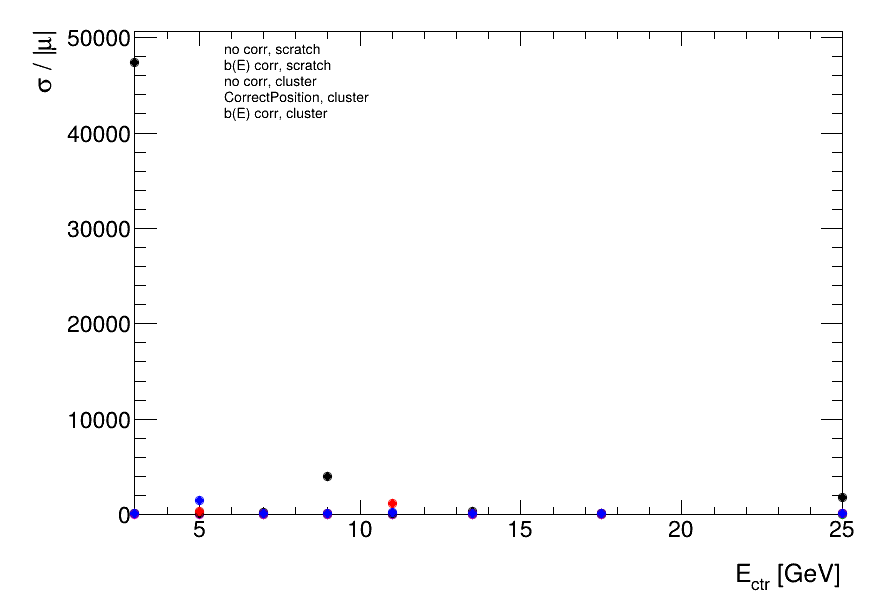 σ / |μ|
50000
40000
30000
20000
10000
0
no corr, scratch
b(E) corr, scratch
no corr, cluster
CorrectPosition, cluster
b(E) corr, cluster
5 10 15 20 25
E_ctr [GeV]